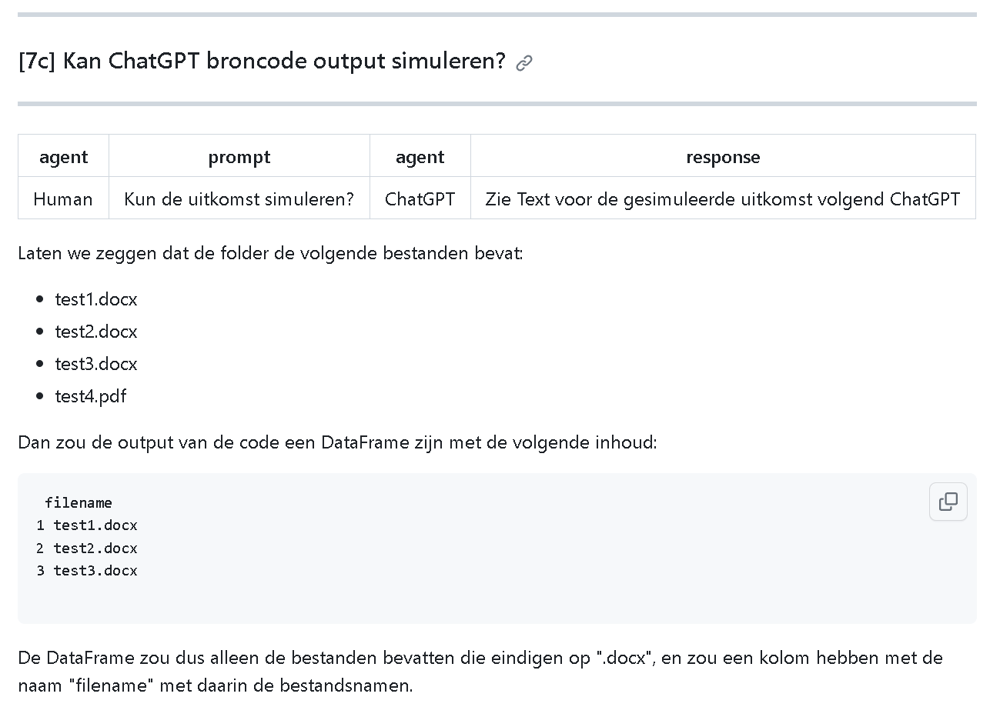 [7c] Kan ChatGPT broncode output simuleren?
agent prompt agent response
Human Kun de uitkomst simuleren? ChatGPT Zie Text voor de gesimuleerde uitkomst volgend ChatGPT
Laten we zeggen dat de folder de volgende bestanden bevat:
• test1.docx
• test2.docx
• test3.docx
• test4.pdf
Dan zou de output van de code een DataFrame zijn met de volgende inhoud:
filename
1 test1.docx
2 test2.docx
3 test3.docx
De DataFrame zou dus alleen de bestanden bevatten die eindigen op ".docx", en zou een kolom hebben met de
naam "filename" met daarin de bestandsnamen.